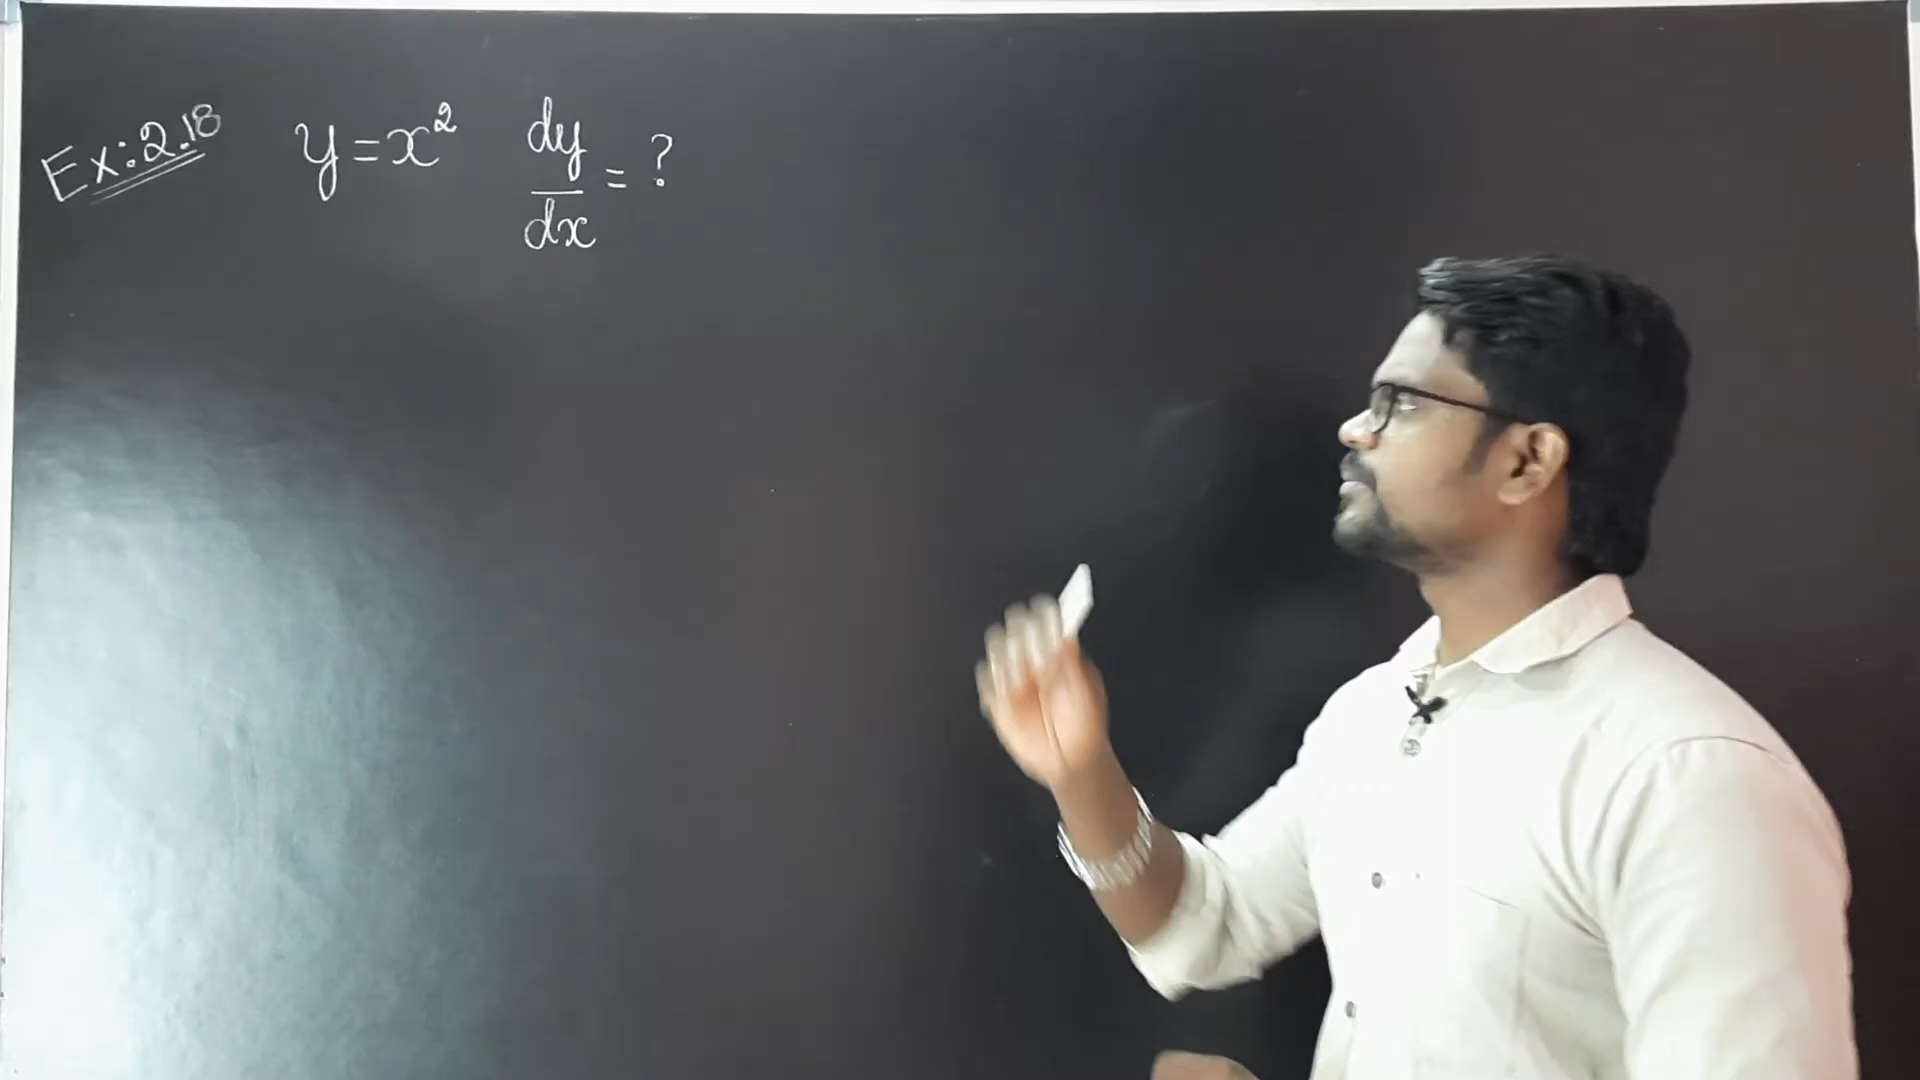 Ex:2.18 y=x² dy/dx = ?